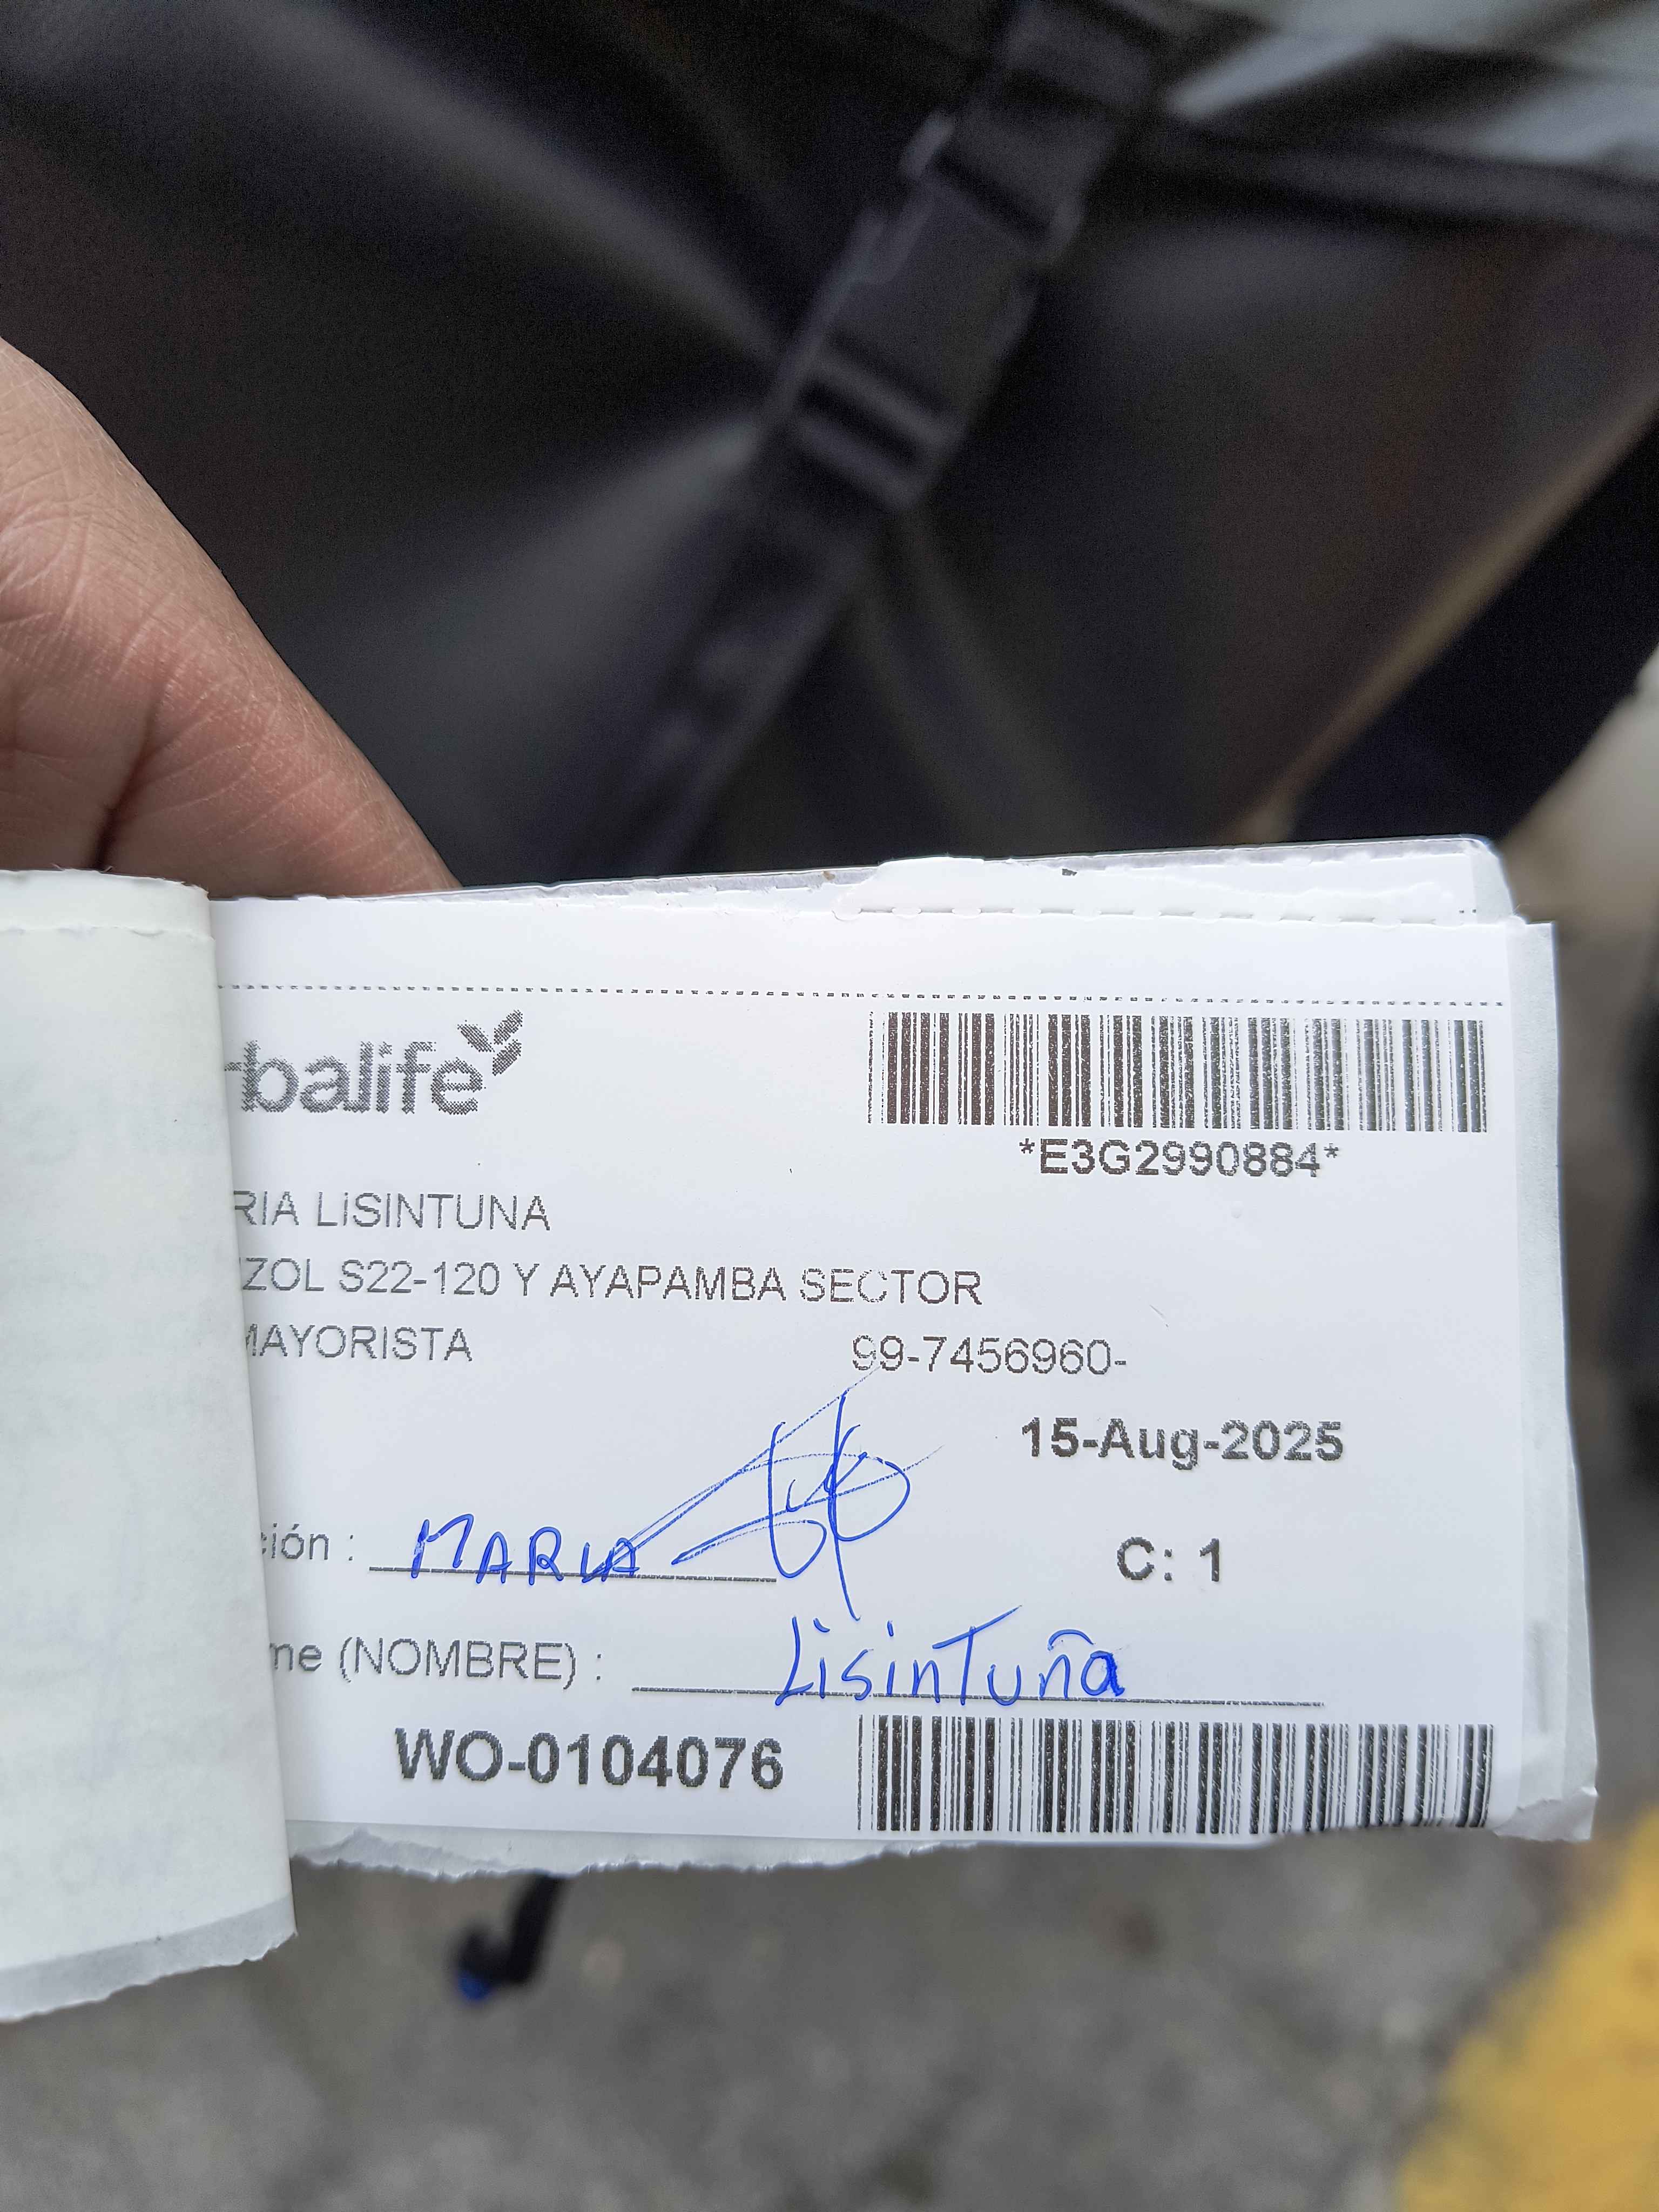 rbalife
*E3G2990884*
RIA LiSINTUNA
ZOL S22-120 Y AYAPAMBA SECTOR
MAYORISTA 99-7456960-
15-Aug-2025
ción : MARIA
C: 1
me (NOMBRE) : Lisintuña
WO-0104076